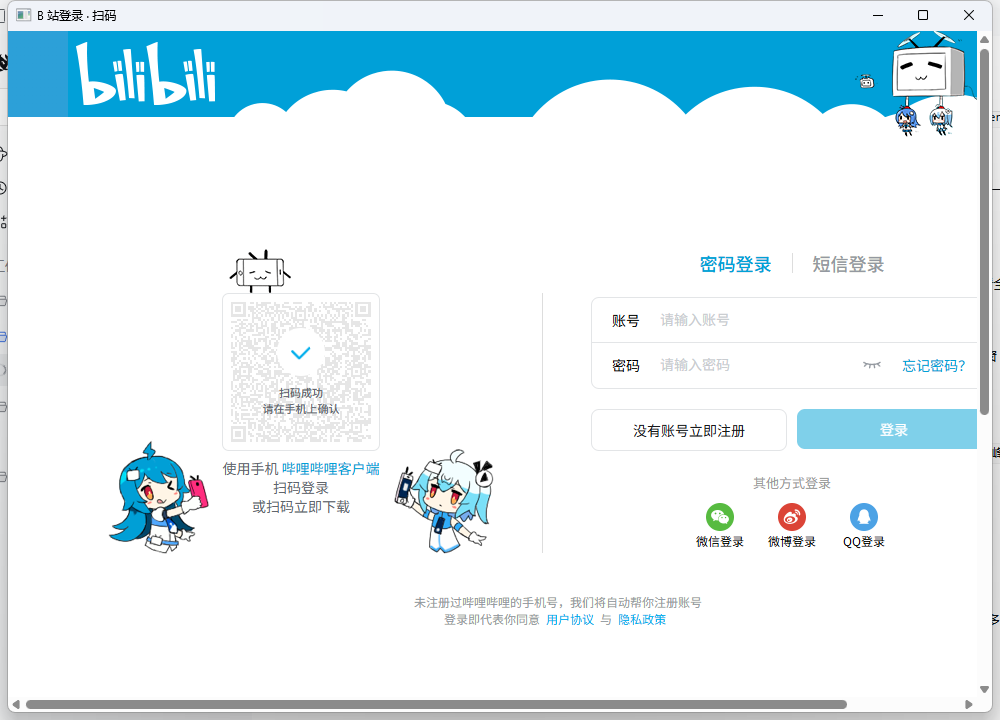 B 站登录 · 扫码
bilibili
密码登录
短信登录
账号
请输入账号
密码
请输入密码
忘记密码?
扫码成功
请在手机上确认
没有账号立即注册
登录
使用手机 哔哩哔哩客户端
扫码登录
或扫码立即下载
其他方式登录
微信登录
微博登录
QQ登录
未注册过哔哩哔哩的手机号，我们将自动帮你注册账号
登录即代表你同意 用户协议 与 隐私政策